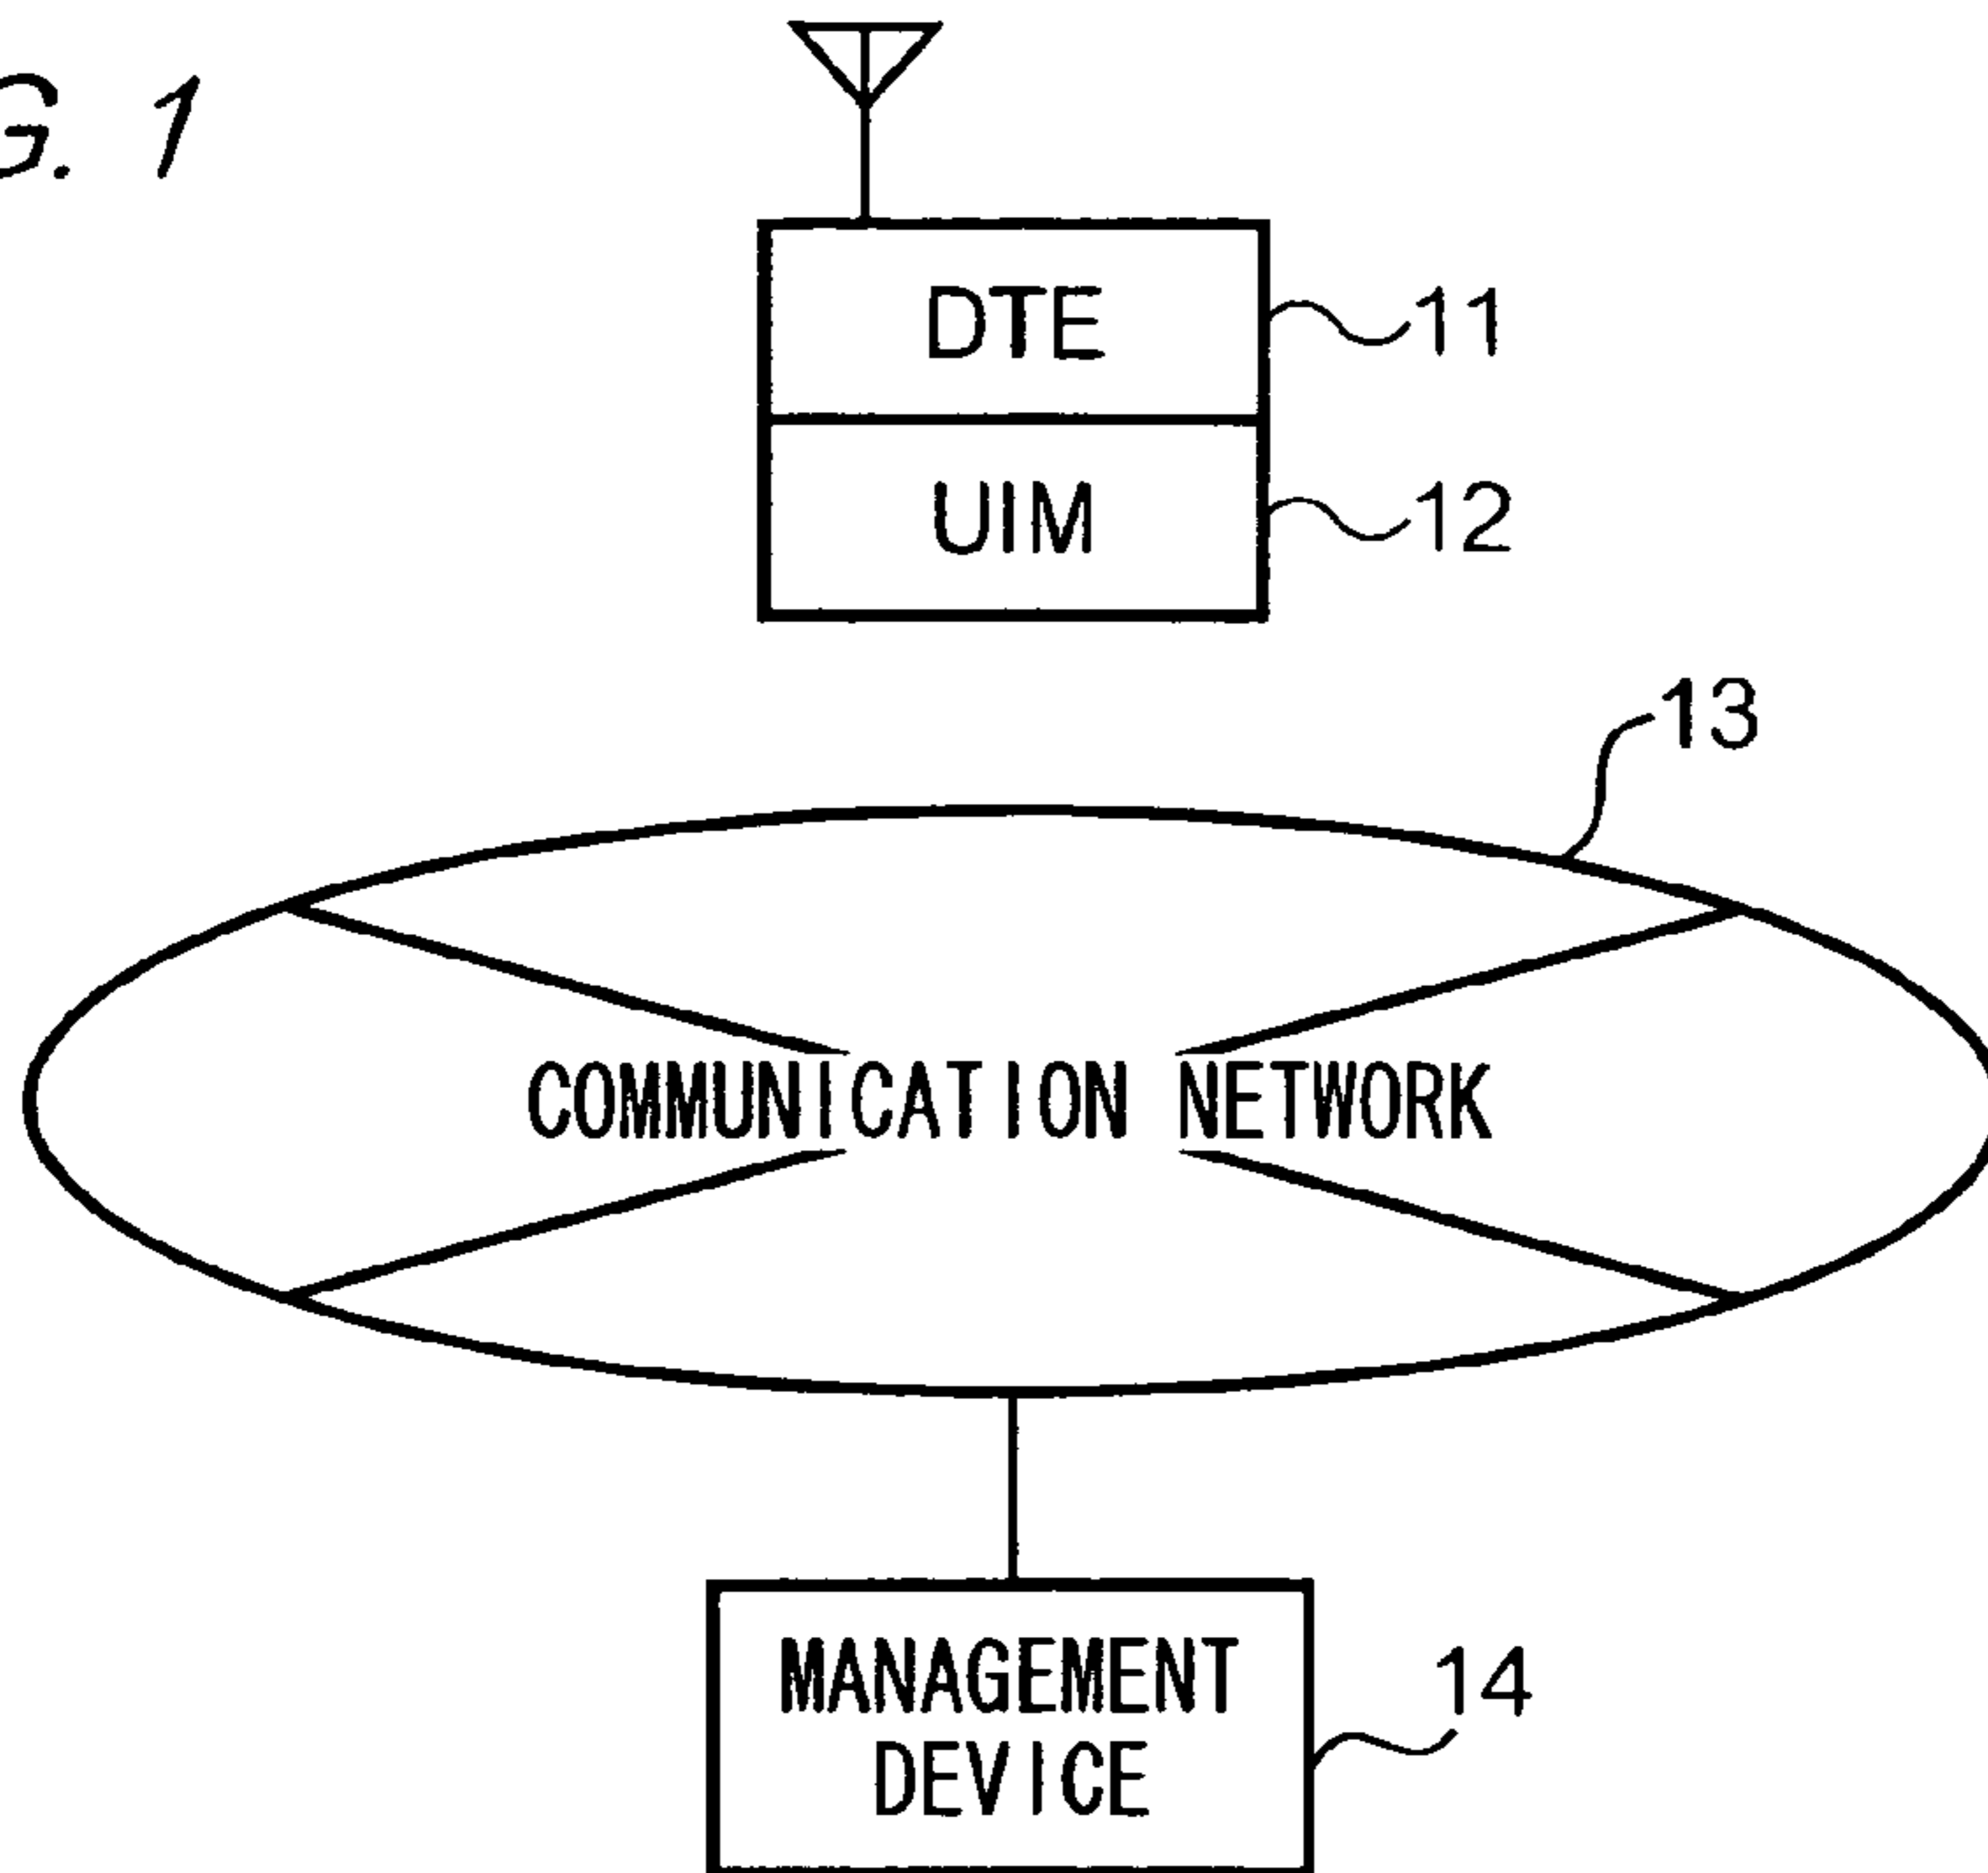 G. 1
DTE
11
UIM
12
13
COMMUNICATION NETWORK
MANAGEMENT
DEVICE
14